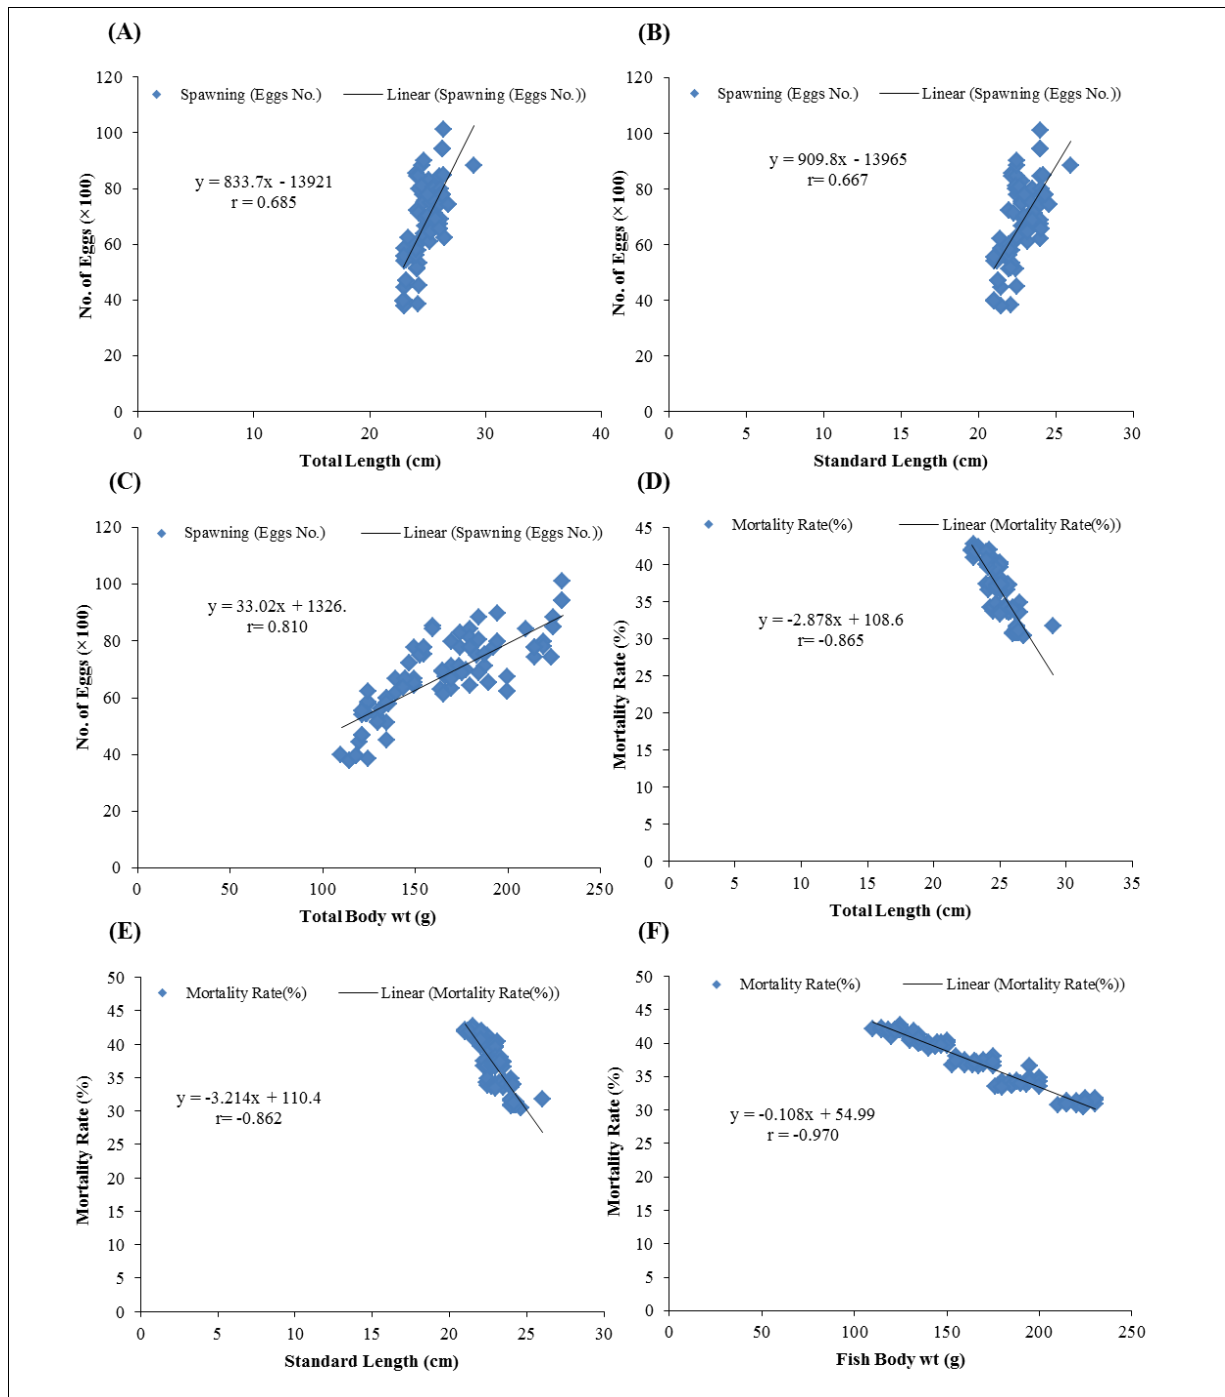 (A)
120
100
80
60
40
20
0
Spawning (Eggs No.)
Linear (Spawning (Eggs No.))
y = 833.7x - 13921
r = 0.685
No. of Eggs (×100)
0 10 20 30 40
Total Length (cm)
(B)
120
100
80
60
40
20
0
Spawning (Eggs No.)
Linear (Spawning (Eggs No.))
y = 909.8x - 13965
r= 0.667
No. of Eggs (×100)
0 5 10 15 20 25 30
Standard Length (cm)
(C)
120
100
80
60
40
20
0
Spawning (Eggs No.)
Linear (Spawning (Eggs No.))
y = 33.02x + 1326.
r= 0.810
No. of Eggs (×100)
0 50 100 150 200 250
Total Body wt (g)
(D)
45
40
35
30
25
20
15
10
5
0
Mortality Rate(%)
Linear (Mortality Rate(%))
y = -2.878x + 108.6
r= -0.865
Mortality Rate (%)
0 5 10 15 20 25 30 35
Total Length (cm)
(E)
50
45
40
35
30
25
20
15
10
5
0
Mortality Rate(%)
Linear (Mortality Rate(%))
y = -3.214x + 110.4
r= -0.862
Mortality Rate (%)
0 5 10 15 20 25 30
Standard Length (cm)
(F)
50
45
40
35
30
25
20
15
10
5
0
Mortality Rate(%)
Linear (Mortality Rate(%))
y = -0.108x + 54.99
r = -0.970
Mortality Rate (%)
0 50 100 150 200 250
Fish Body wt (g)